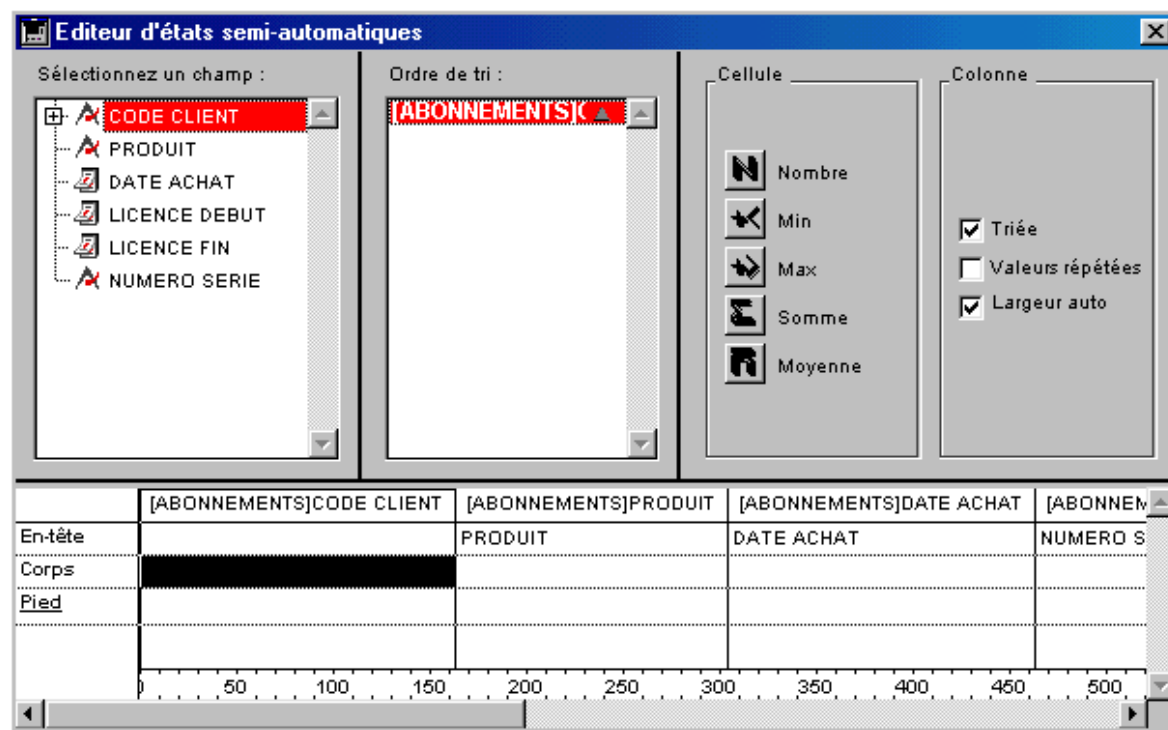 Editeur d'états semi-automatiques
Sélectionnez un champ :
CODE CLIENT
PRODUIT
DATE ACHAT
LICENCE DEBUT
LICENCE FIN
NUMERO SERIE
Ordre de tri :
[ABONNEMENTS]C
Cellule
Nombre
Min
Max
Somme
Moyenne
Colonne
Triée
Valeurs répétées
Largeur auto
[ABONNEMENTS]CODE CLIENT [ABONNEMENTS]PRODUIT [ABONNEMENTS]DATE ACHAT [ABONNEM
En-tête PRODUIT DATE ACHAT NUMERO S
Corps
Pied
50 100 150 200 250 300 350 400 450 500